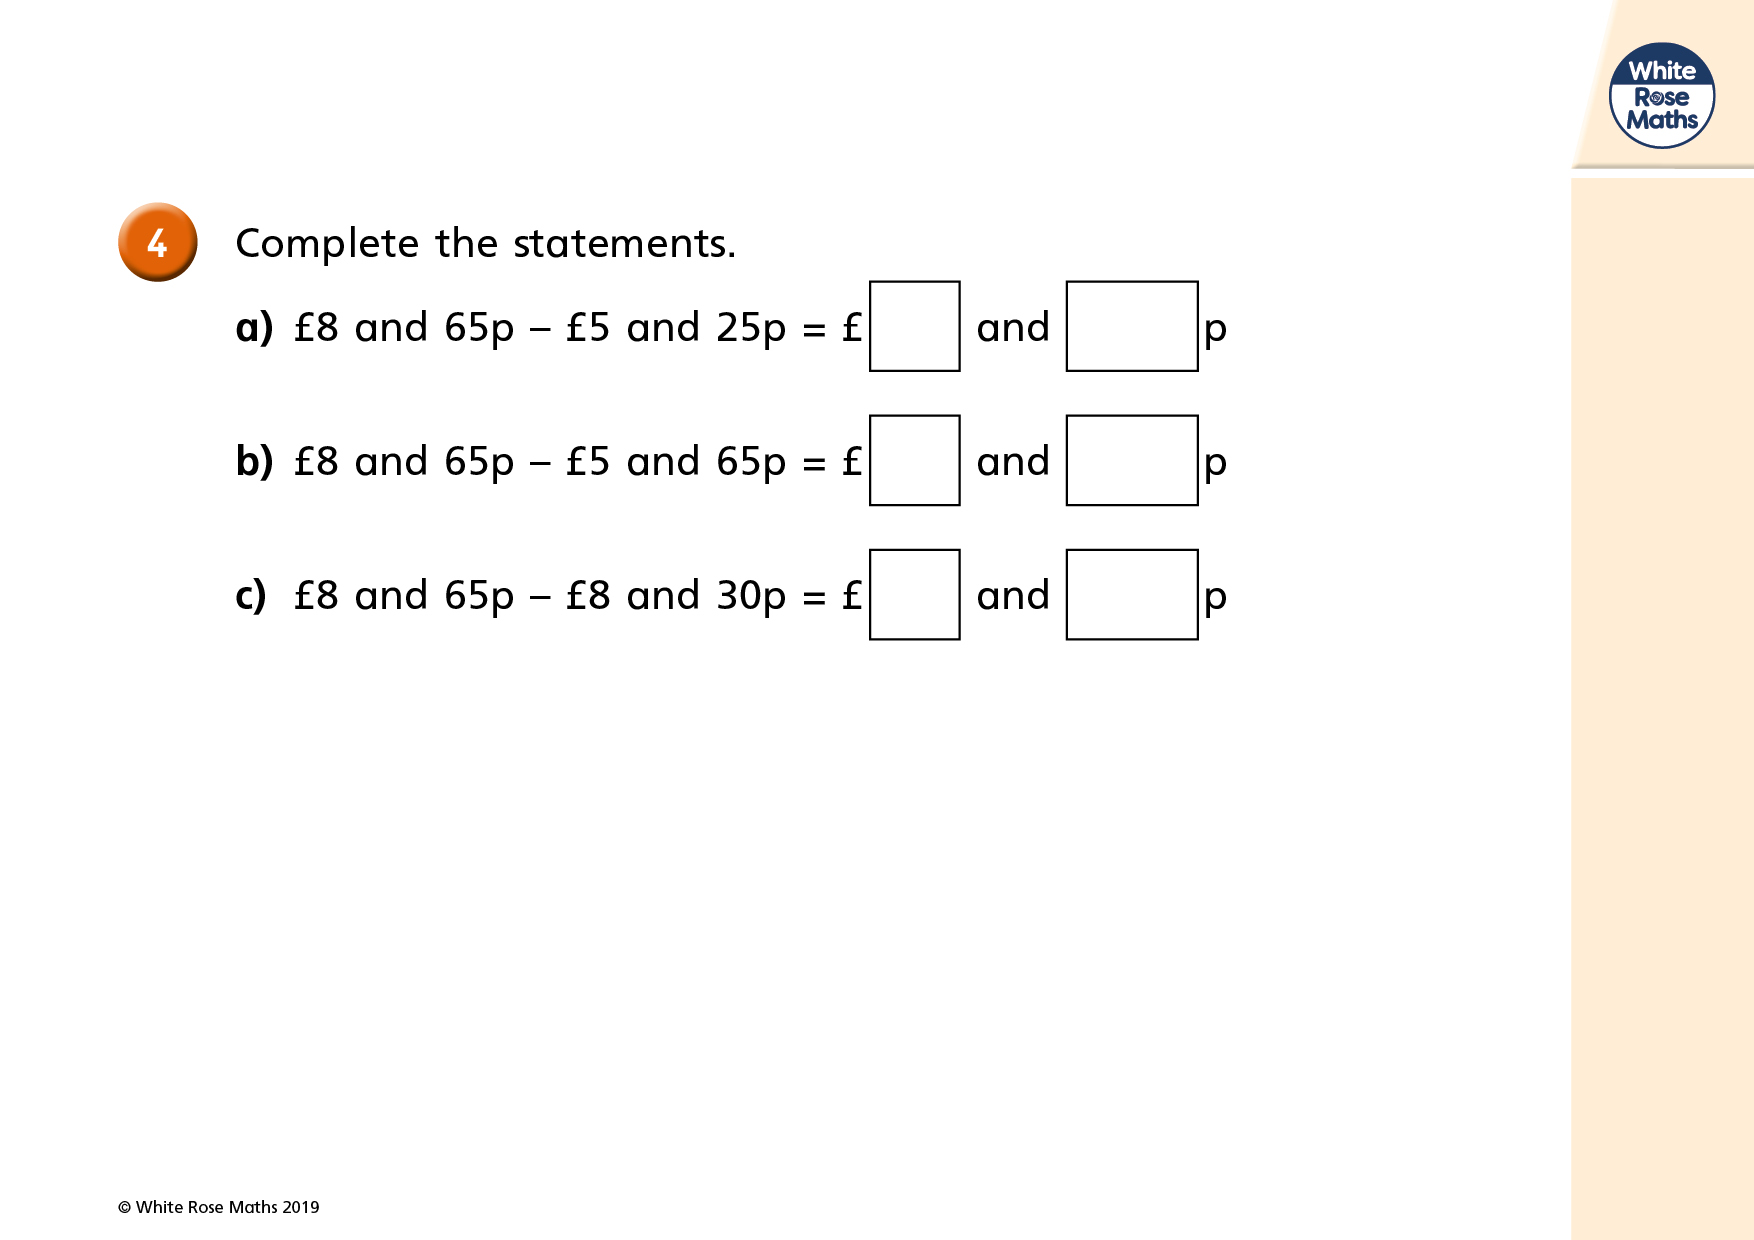 White
Rose
Maths
4 Complete the statements.
a) £8 and 65p – £5 and 25p = £ and p
b) £8 and 65p – £5 and 65p = £ and p
c) £8 and 65p – £8 and 30p = £ and p
© White Rose Maths 2019